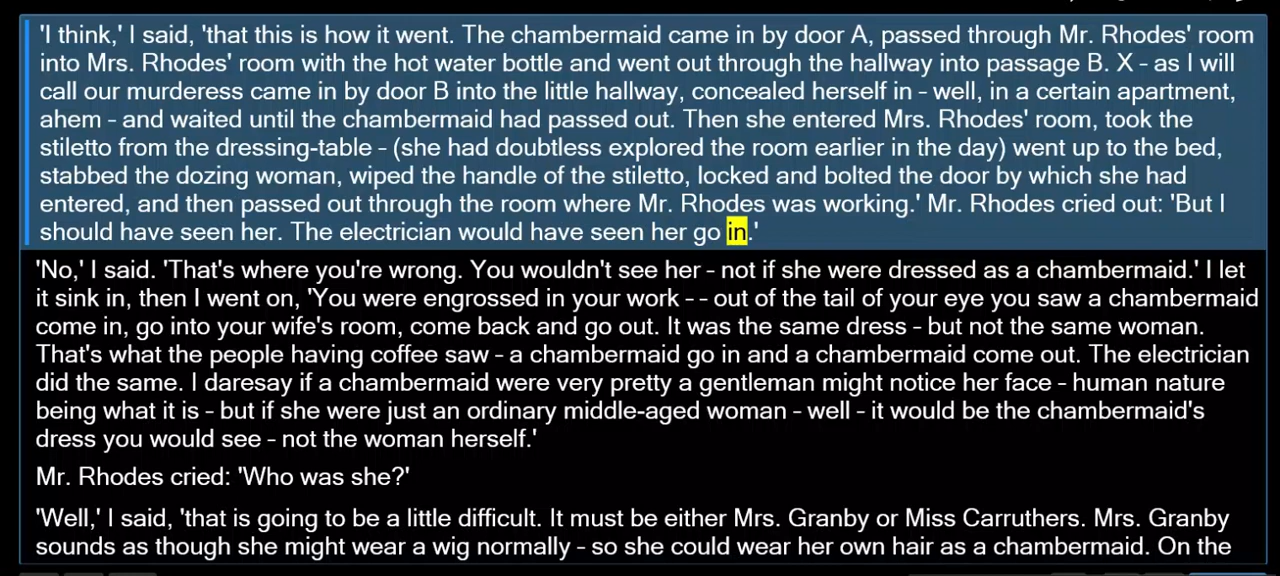 'I think,' I said, 'that this is how it went. The chambermaid came in by door A, passed through Mr. Rhodes' room
into Mrs. Rhodes' room with the hot water bottle and went out through the hallway into passage B. X – as I will
call our murderess came in by door B into the little hallway, concealed herself in – well, in a certain apartment,
ahem – and waited until the chambermaid had passed out. Then she entered Mrs. Rhodes' room, took the
stiletto from the dressing-table – (she had doubtless explored the room earlier in the day) went up to the bed,
stabbed the dozing woman, wiped the handle of the stiletto, locked and bolted the door by which she had
entered, and then passed out through the room where Mr. Rhodes was working.' Mr. Rhodes cried out: 'But I
should have seen her. The electrician would have seen her go in.'
'No,' I said. 'That's where you're wrong. You wouldn't see her – not if she were dressed as a chambermaid.' I let
it sink in, then I went on, 'You were engrossed in your work – – out of the tail of your eye you saw a chambermaid
come in, go into your wife's room, come back and go out. It was the same dress – but not the same woman.
That's what the people having coffee saw – a chambermaid go in and a chambermaid come out. The electrician
did the same. I daresay if a chambermaid were very pretty a gentleman might notice her face – human nature
being what it is – but if she were just an ordinary middle-aged woman – well – it would be the chambermaid's
dress you would see – not the woman herself.'
Mr. Rhodes cried: 'Who was she?'
'Well,' I said, 'that is going to be a little difficult. It must be either Mrs. Granby or Miss Carruthers. Mrs. Granby
sounds as though she might wear a wig normally – so she could wear her own hair as a chambermaid. On the